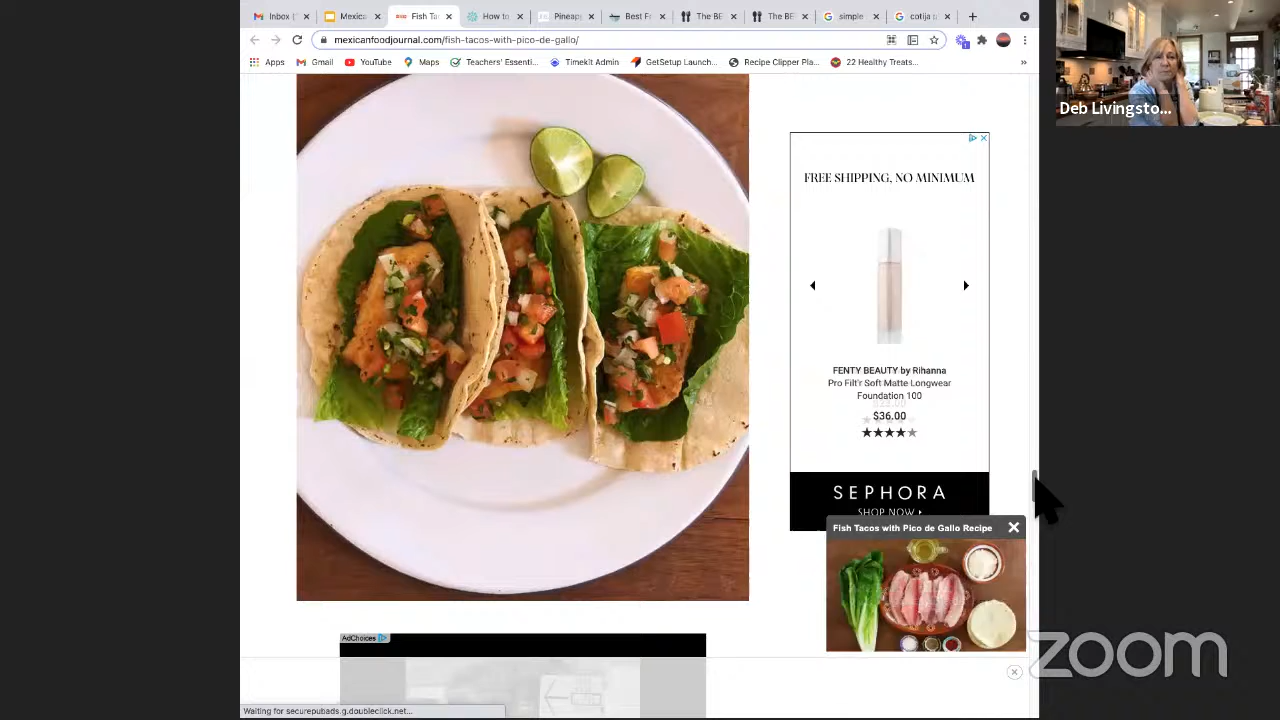 Inbox (
Mexica
Fish Tac
How to
Pineap
Best F
The BE
The BE
simple
cotija
mexicanfoodjournal.com/fish-tacos-with-pico-de-gallo/
Apps
Gmail
YouTube
Maps
Teachers' Essenti...
Timekit Admin
GetSetup Launch...
Recipe Clipper Pla...
22 Healthy Treats...
»
Deb Livingsto...
FREE SHIPPING, NO MINIMUM
FENTY BEAUTY by Rihanna
Pro Filt'r Soft Matte Longwear
Foundation 100
$36.00
SEPHORA
SHOP NOW
Fish Tacos with Pico de Gallo Recipe
AdChoices
zoom
Waiting for securepubads.g.doubleclick.net...